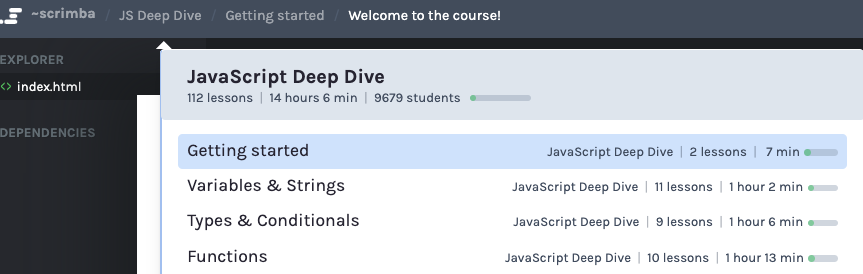 ~scrimba / JS Deep Dive / Getting started / Welcome to the course!
EXPLORER
<> index.html
DEPENDENCIES
JavaScript Deep Dive
112 lessons | 14 hours 6 min | 9679 students
Getting started JavaScript Deep Dive | 2 lessons | 7 min
Variables & Strings JavaScript Deep Dive | 11 lessons | 1 hour 2 min
Types & Conditionals JavaScript Deep Dive | 9 lessons | 1 hour 6 min
Functions JavaScript Deep Dive | 10 lessons | 1 hour 13 min